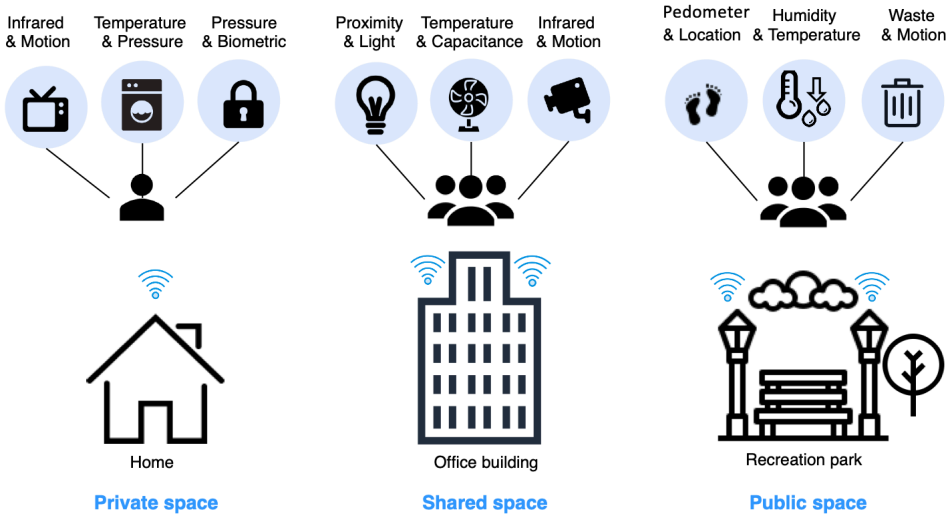 Infrared
& Motion
Temperature
& Pressure
Pressure
& Biometric
Proximity
& Light
Temperature
& Capacitance
Infrared
& Motion
Pedometer
& Location
Humidity
& Temperature
Waste
& Motion
Home
Office building
Recreation park
Private space
Shared space
Public space